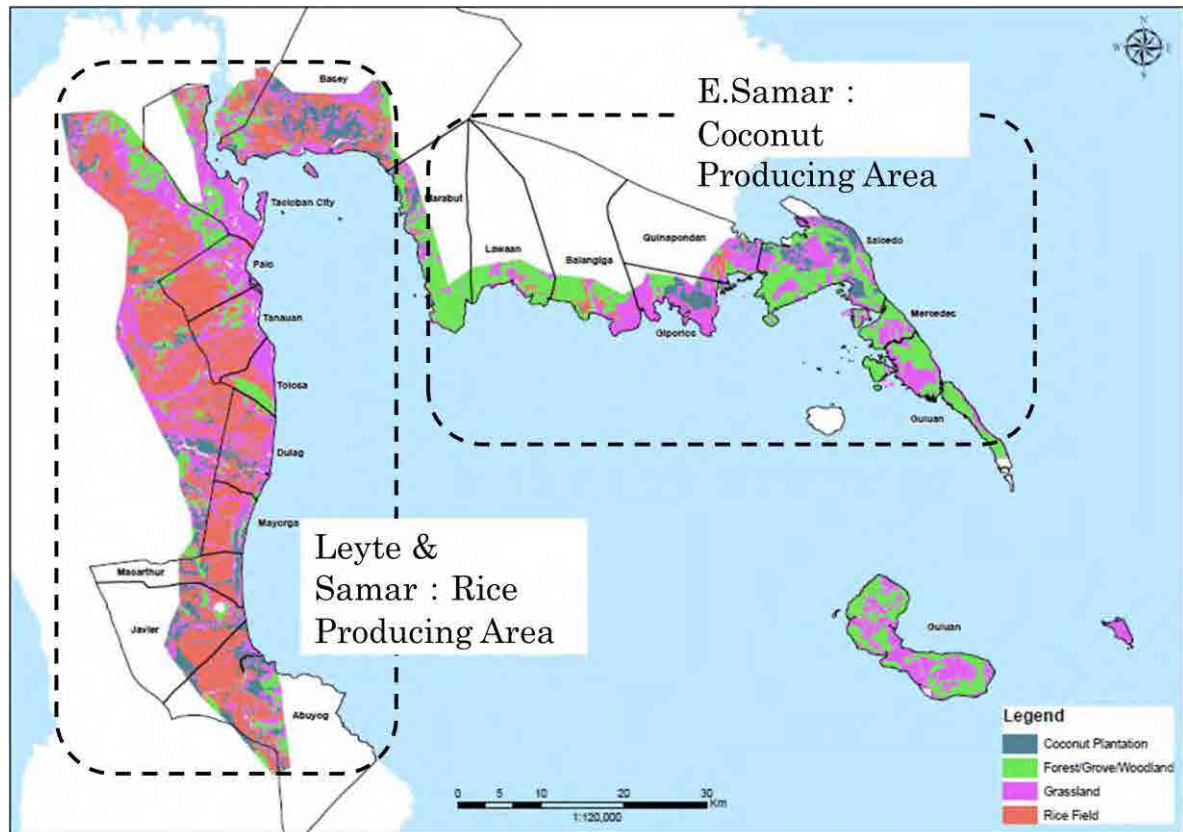 N
W
E
S
Basey
E.Samar :
Coconut
Producing Area
Marabut
Tacloban City
Lawaan
Quinapondan
Balangiga
Salcedo
Palo
Giporlos
Mercedes
Tanauan
Tolosa
Guiuan
Dulag
Mayorga
Leyte &
Samar : Rice
Producing Area
Macarthur
Javier
Guiuan
Abuyog
Legend
Coconut Plantation
Forest/Grove/Woodland
Grassland
Rice Field
0 5 10 20 30
Km
1:120,000